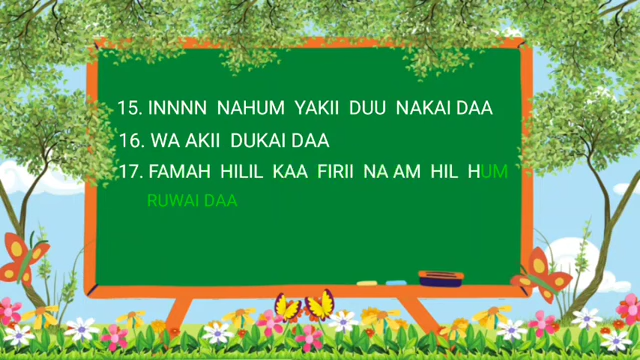 15. INNNN NAHUM YAKII DUU NAKAI DAA
16. WA AKII DUKAI DAA
17. FAMAH HILIL KAA FIRII NA AM HIL HUM
RUWAI DAA